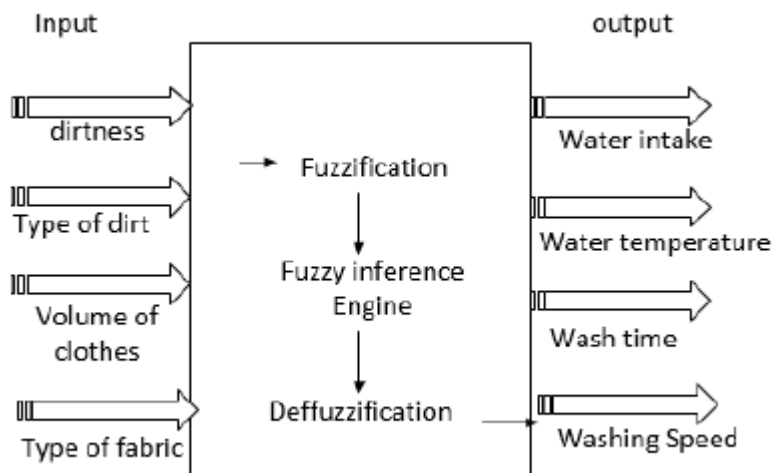 Input
output
dirtness
Type of dirt
Volume of
clothes
Type of fabric
Fuzzification
Fuzzy inference
Engine
Deffuzzification
Water intake
Water temperature
Wash time
Washing Speed